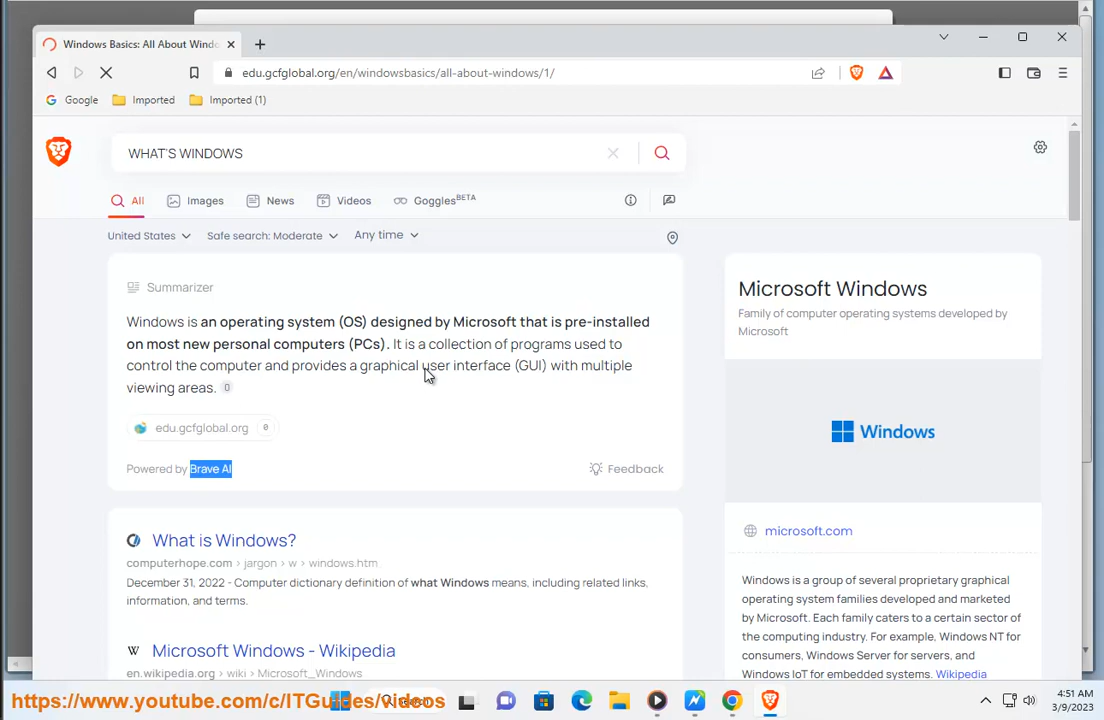 Windows Basics: All About Windo
edu.gcfglobal.org/en/windowsbasics/all-about-windows/1/
Google Imported Imported (1)
WHAT'S WINDOWS
All Images News Videos Goggles BETA
United States Safe search: Moderate Any time
Summarizer
Windows is an operating system (OS) designed by Microsoft that is pre-installed
on most new personal computers (PCs). It is a collection of programs used to
control the computer and provides a graphical user interface (GUI) with multiple
viewing areas. 0
edu.gcfglobal.org 0
Powered by Brave AI
Feedback
What is Windows?
computerhope.com › jargon › w › windows.htm
December 31, 2022 - Computer dictionary definition of what Windows means, including related links,
information, and terms.
W Microsoft Windows - Wikipedia
en.wikipedia.org › wiki › Microsoft_Windows
Microsoft Windows
Family of computer operating systems developed by
Microsoft
Windows
microsoft.com
Windows is a group of several proprietary graphical
operating system families developed and marketed
by Microsoft. Each family caters to a certain sector of
the computing industry. For example, Windows NT for
consumers, Windows Server for servers, and
Windows IoT for embedded systems. Wikipedia
https://www.youtube.com/c/ITGuides/videos
4:51 AM
3/9/2023